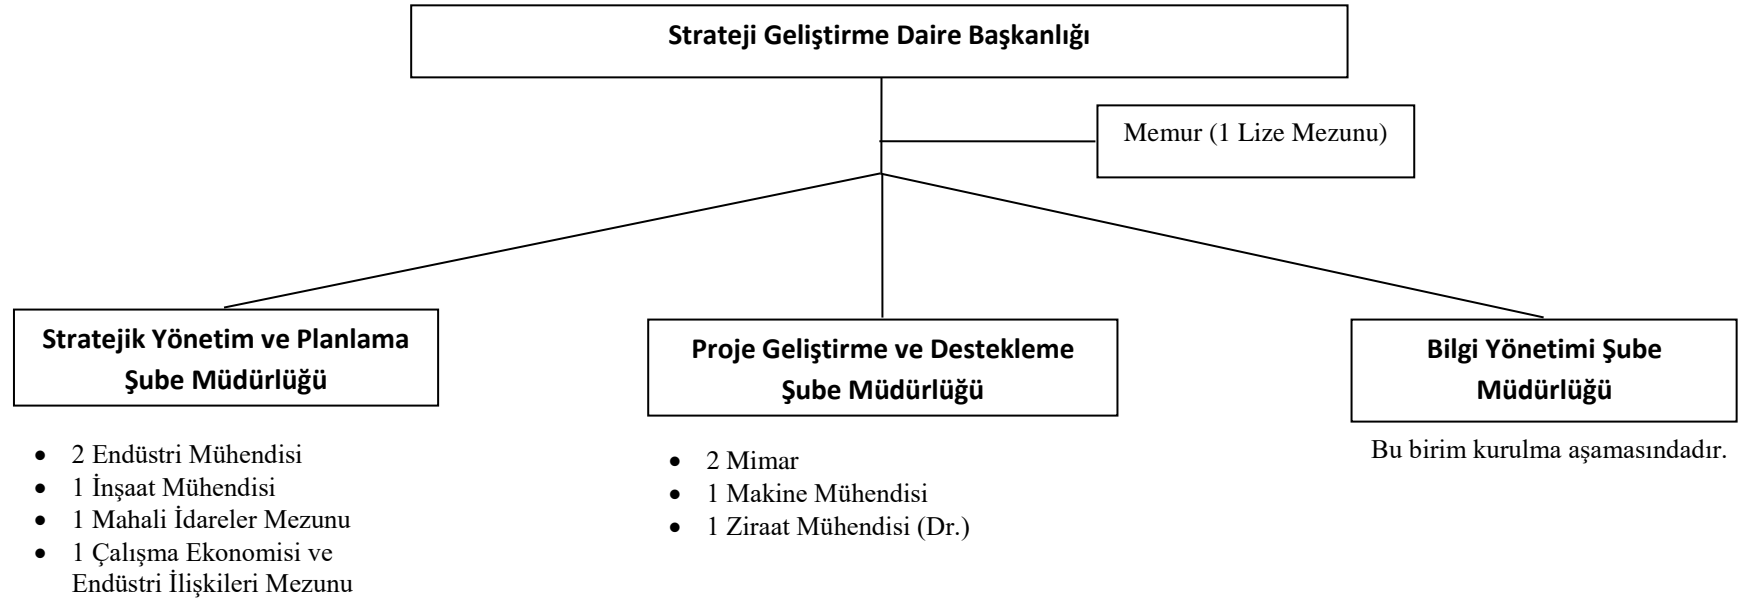 Strateji Geliştirme Daire Başkanlığı
Memur (1 Lize Mezunu)
Stratejik Yönetim ve Planlama
Şube Müdürlüğü
• 2 Endüstri Mühendisi
• 1 İnşaat Mühendisi
• 1 Mahali İdareler Mezunu
• 1 Çalışma Ekonomisi ve
Endüstri İlişkileri Mezunu
Proje Geliştirme ve Destekleme
Şube Müdürlüğü
• 2 Mimar
• 1 Makine Mühendisi
• 1 Ziraat Mühendisi (Dr.)
Bilgi Yönetimi Şube
Müdürlüğü
Bu birim kurulma aşamasındadır.